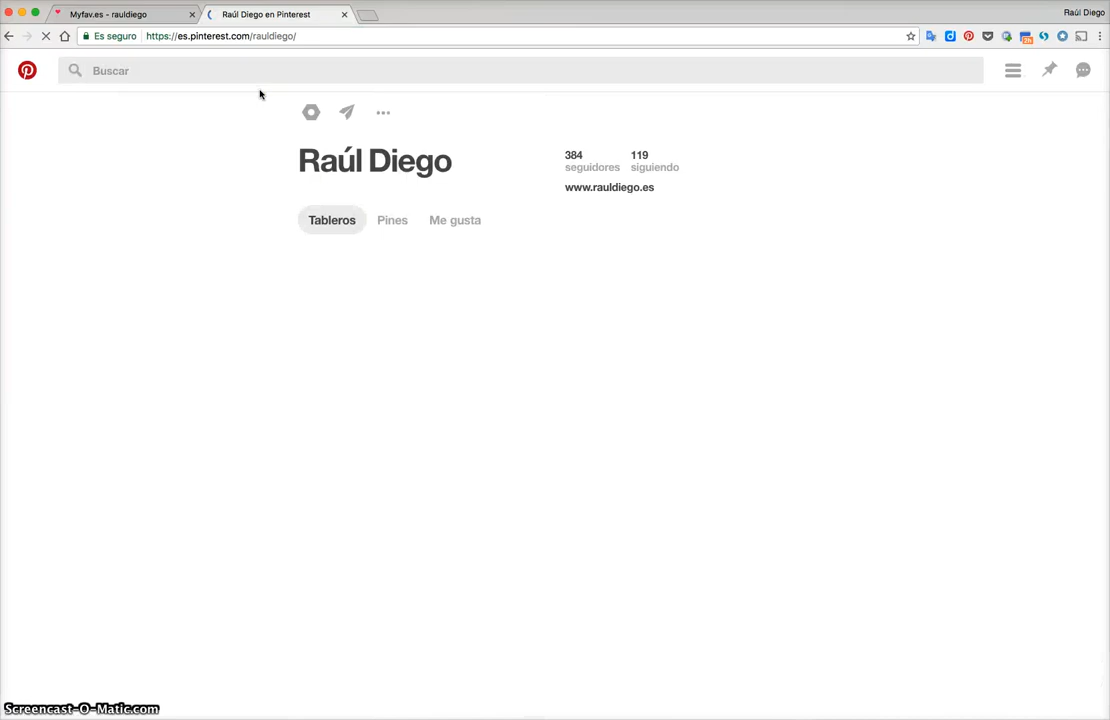 Myfav.es - rauldiego
Raúl Diego en Pinterest
Raúl Diego
Es seguro
https://es.pinterest.com/rauldiego/
Buscar
Raúl Diego
384 seguidores
119 siguiendo
www.rauldiego.es
Tableros Pines Me gusta
Screencast-O-Matic.com